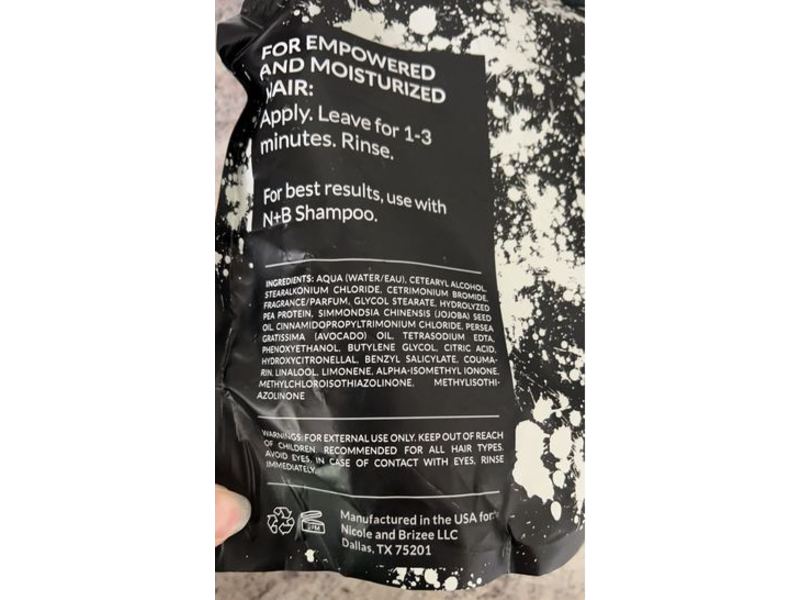 FOR EMPOWERED
AND MOISTURIZED
HAIR:
Apply. Leave for 1-3
minutes. Rinse.
For best results, use with
N+B Shampoo.
INGREDIENTS: AQUA (WATER/EAU), CETEARYL ALCOHOL,
STEARALKONIUM CHLORIDE, CETRIMONIUM BROMIDE,
FRAGRANCE/PARFUM, GLYCOL STEARATE, HYDROLYZED
PEA PROTEIN, SIMMONDSIA CHINENSIS (JOJOBA) SEED
OIL, CINNAMIDOPROPYLTRIMONIUM CHLORIDE, PERSEA
GRATISSIMA (AVOCADO) OIL, TETRASODIUM EDTA,
PHENOXYETHANOL, BUTYLENE GLYCOL, CITRIC ACID,
HYDROXYCITRONELLAL, BENZYL SALICYLATE, COUMA-
RIN, LINALOOL, LIMONENE, ALPHA-ISOMETHYL IONONE,
METHYLCHLOROISOTHIAZOLINONE, METHYLISOTHI-
AZOLINONE
WARNINGS: FOR EXTERNAL USE ONLY. KEEP OUT OF REACH
OF CHILDREN. RECOMMENDED FOR ALL HAIR TYPES.
AVOID EYES. IN CASE OF CONTACT WITH EYES, RINSE
IMMEDIATELY.
Manufactured in the USA for:
Nicole and Brizee LLC
Dallas, TX 75201